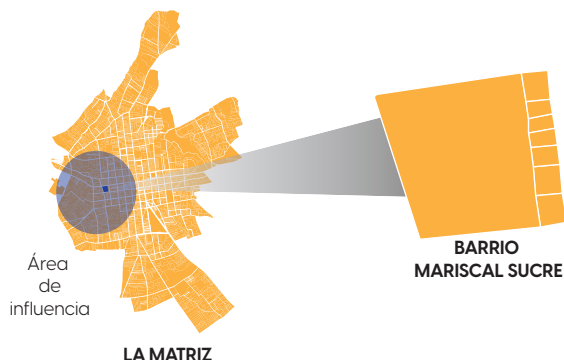 Área
de
influencia
LA MATRIZ
BARRIO
MARISCAL SUCRE